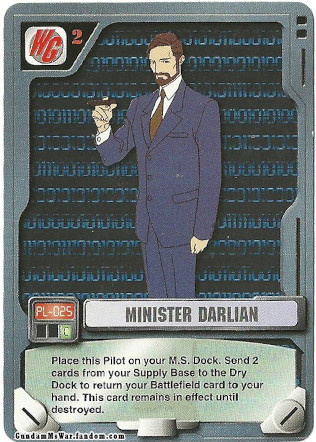 WG 2
MINISTER DARLIAN
PL-025
C
Place this Pilot on your M.S. Dock. Send 2
cards from your Supply Base to the Dry
Dock to return your Battlefield card to your
hand. This card remains in effect until
destroyed.
GundamMsWar.fandom.com